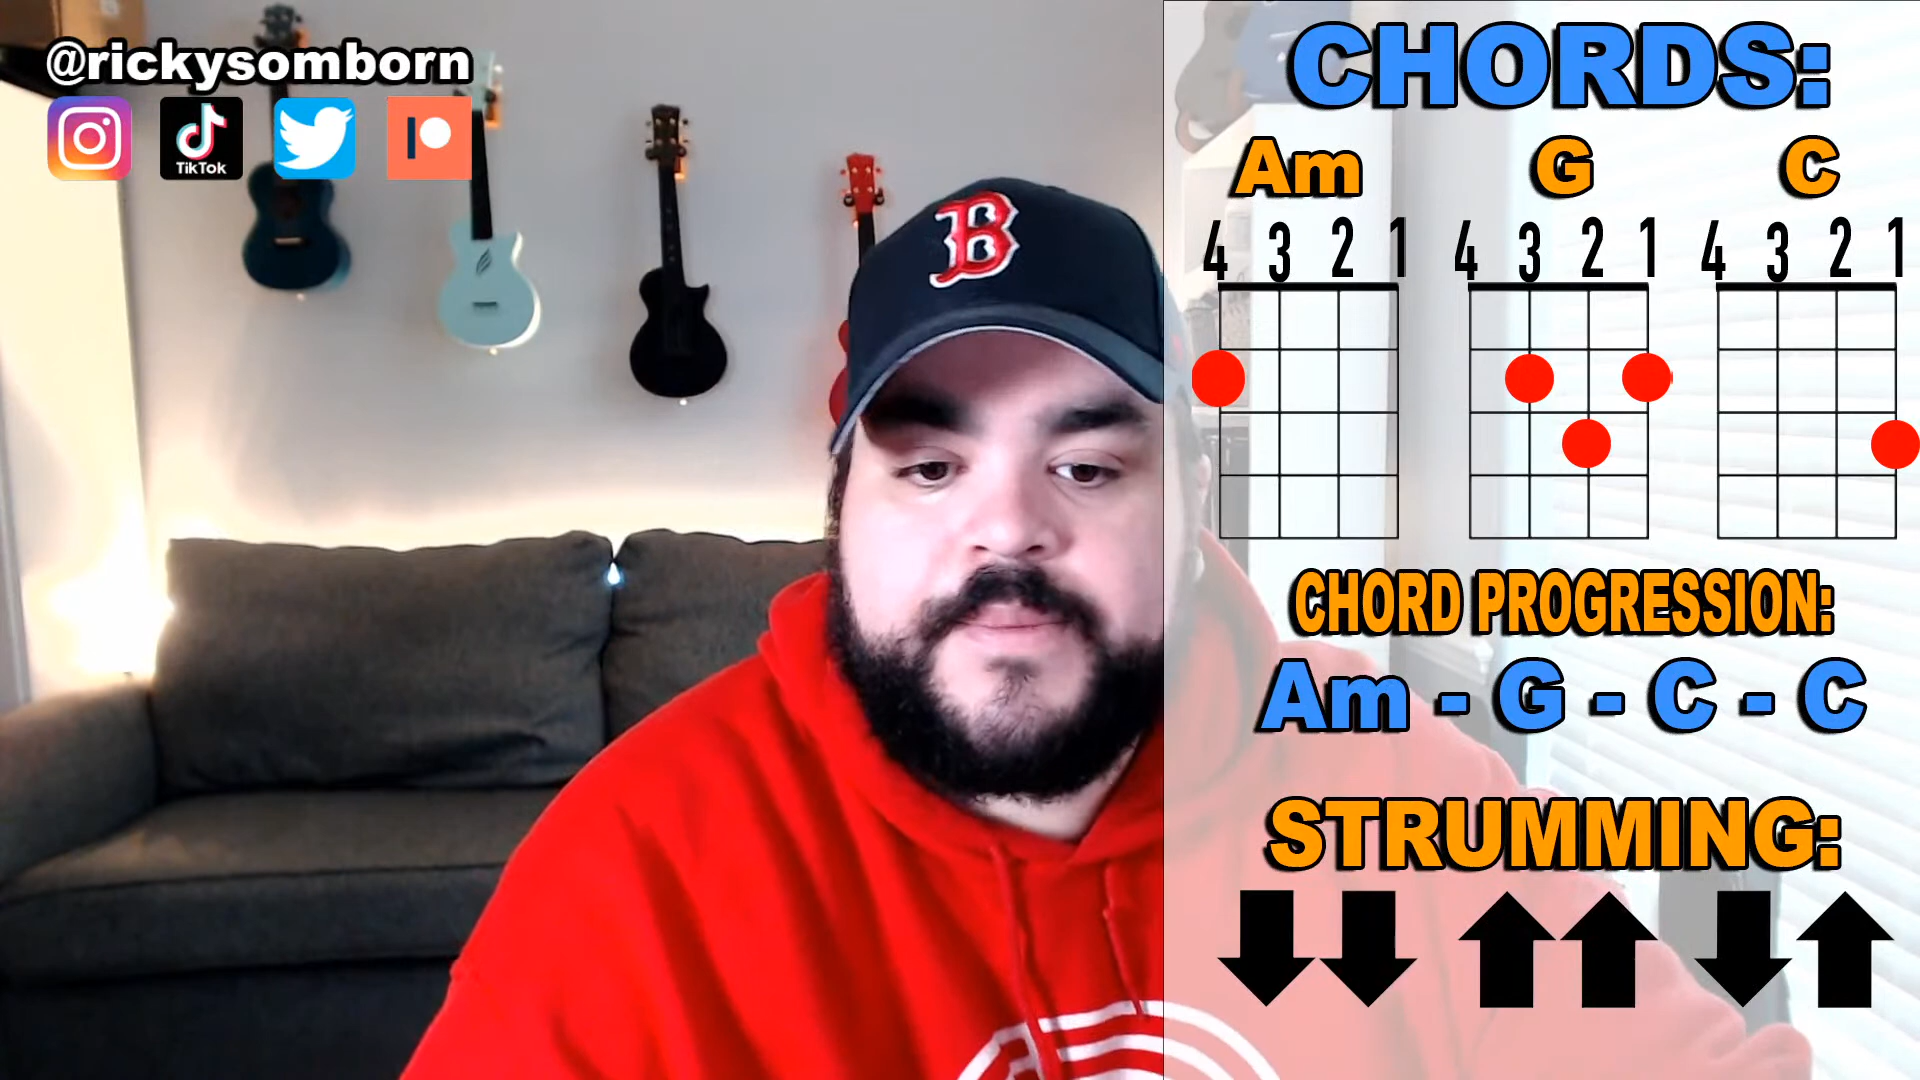 @rickysomborn
TikTok
B
CHORDS:
Am G C
4 3 2 1 4 3 2 1 4 3 2 1
CHORD PROGRESSION:
Am - G - C - C
STRUMMING: